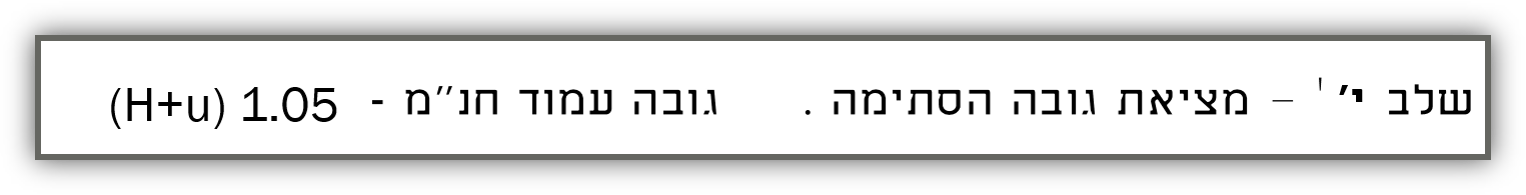 שלב י׳ ' – מציאת גובה הסתימה . גובה עמוד חנ״מ - 1.05 (H+u)